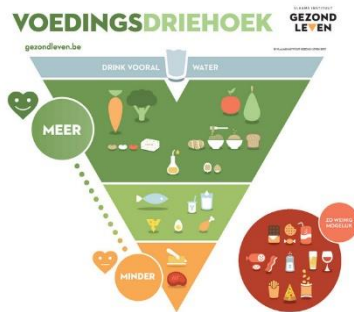 VOEDINGSDRIEHOEK
VLAAMS INSTITUUT
GEZOND
LEVEN
gezondleven.be
DRINK VOORAL WATER
MEER
MINDER
ZO WEINIG
MOGELIJK